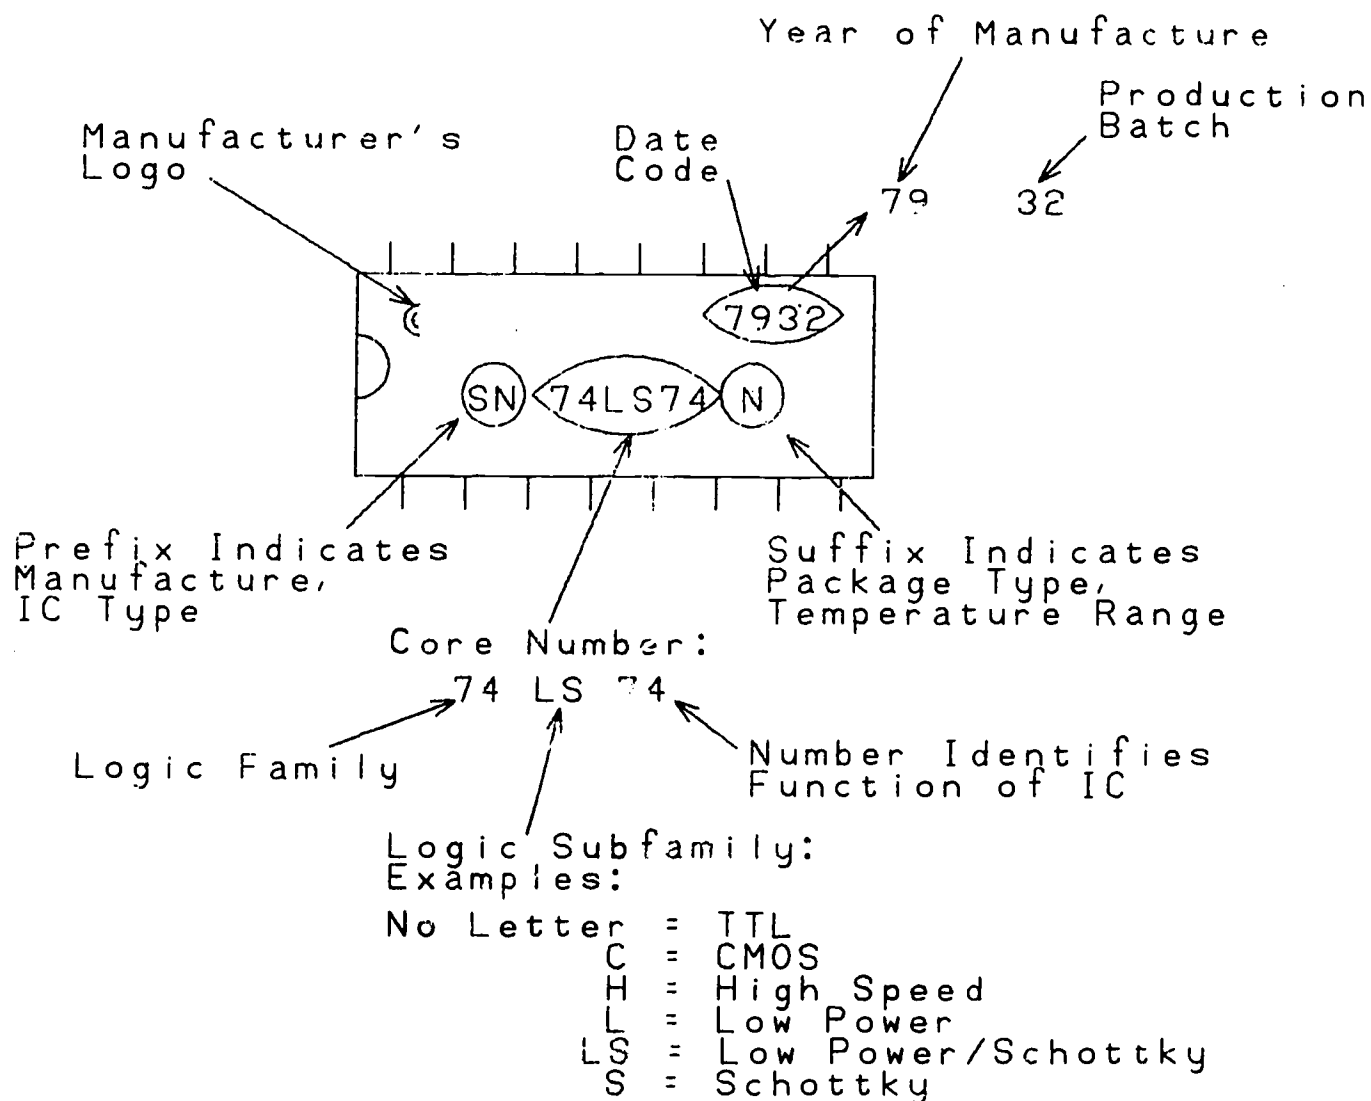 Year of Manufacture
Production
Batch
Manufacturer's
Logo
Date
Code
79 32
7932
SN 74LS74 N
Prefix Indicates
Manufacture,
IC Type
Suffix Indicates
Package Type,
Temperature Range
Core Number:
74 LS 74
Logic Family
Number Identifies
Function of IC
Logic Subfamily:
Examples:
No Letter = TTL
C = CMOS
H = High Speed
L = Low Power
LS = Low Power/Schottky
S = Schottky